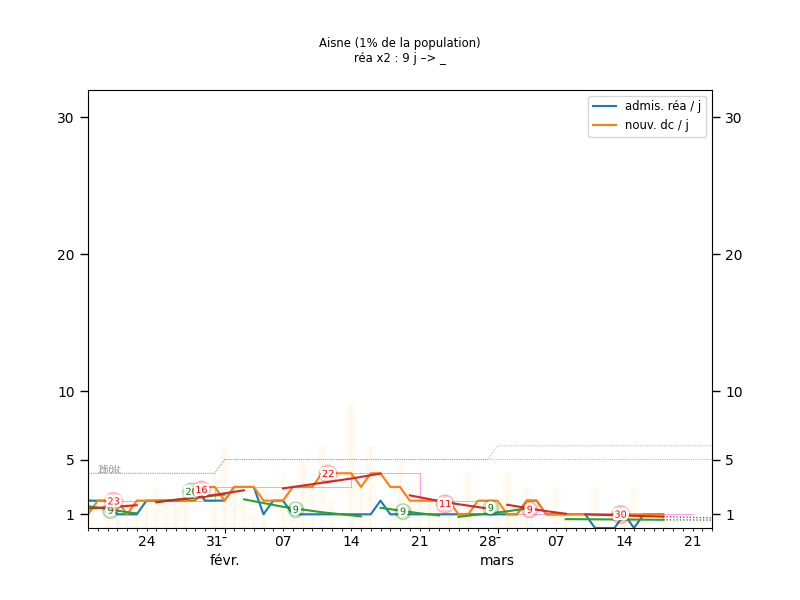 Aisne (1% de la population)
réa x2 : 9 j –> _
admis. réa / j
nouv. dc / j
30 30
20 20
10 10
5 5
1 1
23 9 16 22 9 9 11 9 9 30
24 31 07 14 21 28 07 14 21
févr. mars